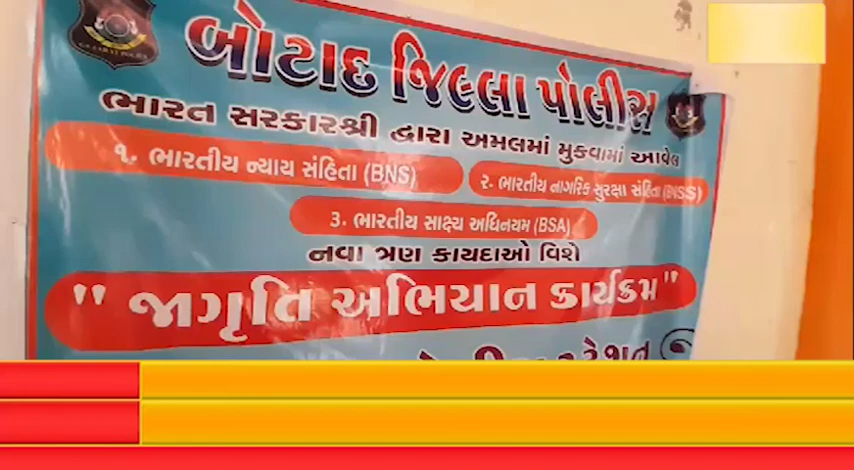 બોટાદ જિલ્લા પોલીસ
ભારત સરકારશ્રી દ્વારા અમલમાં મુકવામાં આવેલ
૧. ભારતીય ન્યાય સંહિતા (BNS)
૨. ભારતીય નાગરિક સુરક્ષા સંહિતા (BNSS)
૩. ભારતીય સાક્ષ્ય અધિનયમ (BSA)
નવા ત્રણ કાયદાઓ વિશે
" જાગૃતિ અભિયાન કાર્યક્રમ "